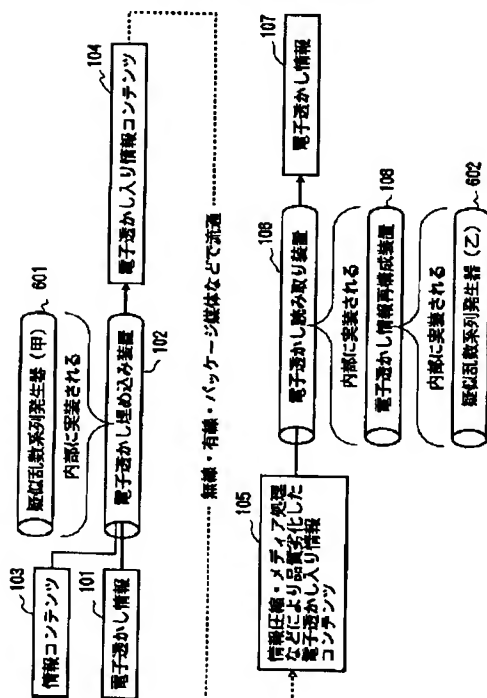 103
情報コンテンツ
101
電子透かし情報
601
疑似乱数系列発生器（甲）
内部に実装される
電子透かし埋め込み装置
102
104
電子透かし入り情報コンテンツ
無線・有線・パッケージ媒体などで流通
105
情報圧縮・メディア処理
などにより品質劣化した
電子透かし入り情報
コンテンツ
108
電子透かし読み取り装置
内部に実装される
電子透かし情報再構成装置
108
内部に実装される
疑似乱数系列発生器（乙）
602
107
電子透かし情報